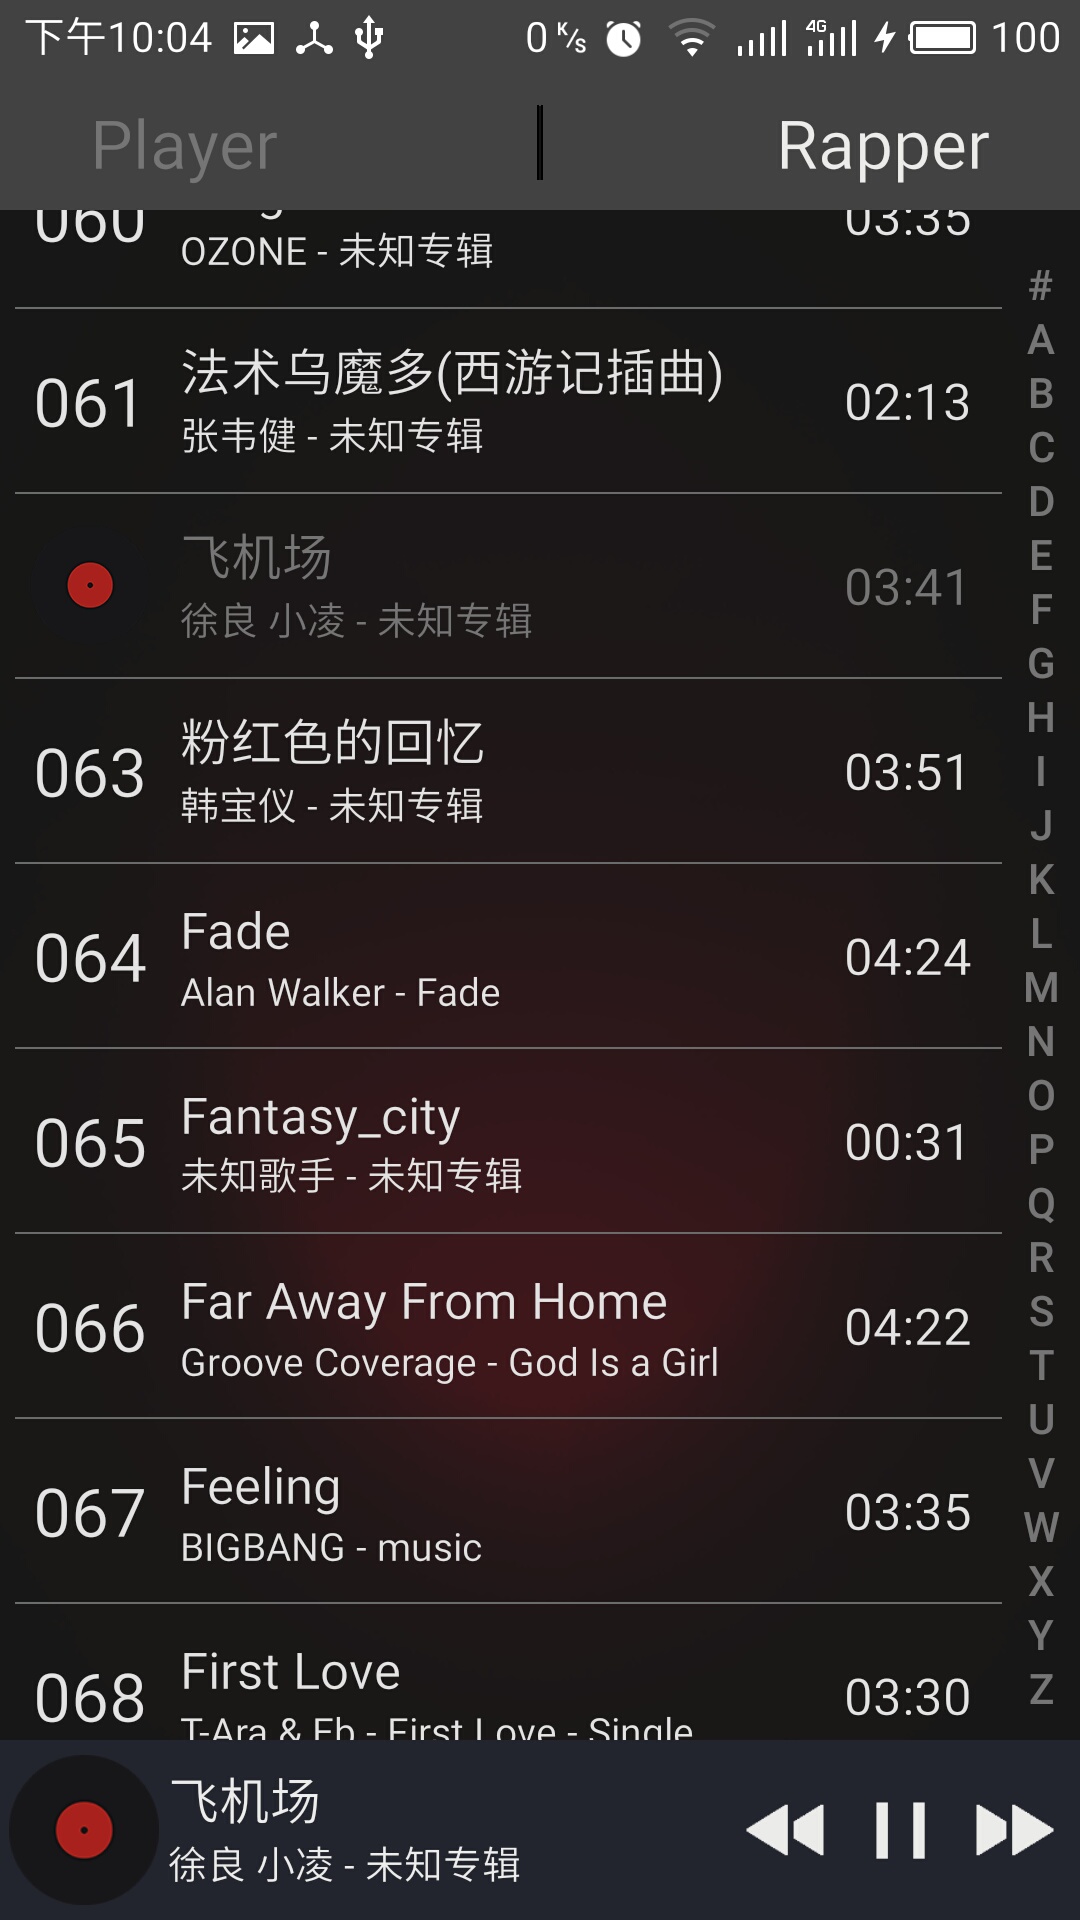 下午10:04 0 K/s 4G 100
Player Rapper
060 03:35
OZONE - 未知专辑
061 法术乌魔多(西游记插曲) 02:13
张韦健 - 未知专辑
飞机场 03:41
徐良 小凌 - 未知专辑
063 粉红色的回忆 03:51
韩宝仪 - 未知专辑
064 Fade 04:24
Alan Walker - Fade
065 Fantasy_city 00:31
未知歌手 - 未知专辑
066 Far Away From Home 04:22
Groove Coverage - God Is a Girl
067 Feeling 03:35
BIGBANG - music
068 First Love 03:30
T-Ara & Fb - First Love - Single
#
A
B
C
D
E
F
G
H
I
J
K
L
M
N
O
P
Q
R
S
T
U
V
W
X
Y
Z
飞机场
徐良 小凌 - 未知专辑